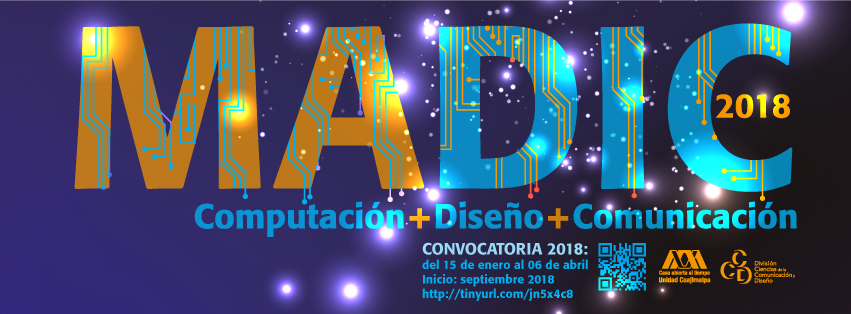 MADIC
2018
Computación+Diseño+Comunicación
CONVOCATORIA 2018:
del 15 de enero al 06 de abril
Inicio: septiembre 2018
http://tinyurl.com/jn5x4c8
Casa abierta al tiempo
Unidad Cuajimalpa
CCCD
División
Ciencias de la
Comunicación y
Diseño